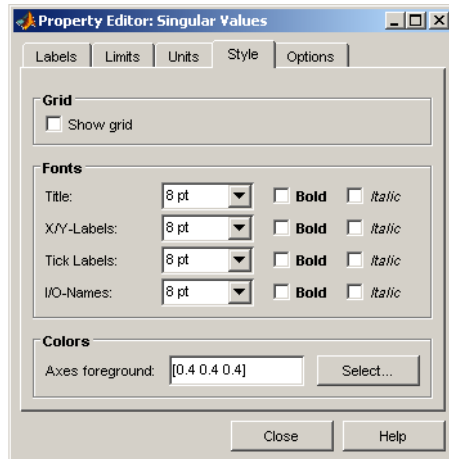 Property Editor: Singular Values
Labels Limits Units Style Options
Grid
Show grid
Fonts
Title: 8 pt Bold Italic
X/Y-Labels: 8 pt Bold Italic
Tick Labels: 8 pt Bold Italic
I/O-Names: 8 pt Bold Italic
Colors
Axes foreground: [0.4 0.4 0.4] Select...
Close Help